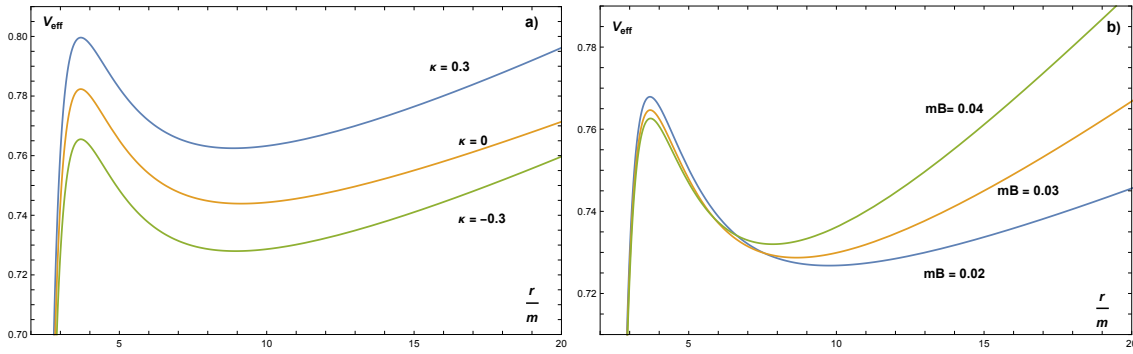 V_eff
a)
0.80
κ = 0.3
0.78
0.76
κ = 0
0.74
κ = −0.3
0.72
r
m
0.70
5
10
15
20
V_eff
b)
0.78
mB= 0.04
0.76
mB = 0.03
0.74
mB = 0.02
0.72
r
m
5
10
15
20